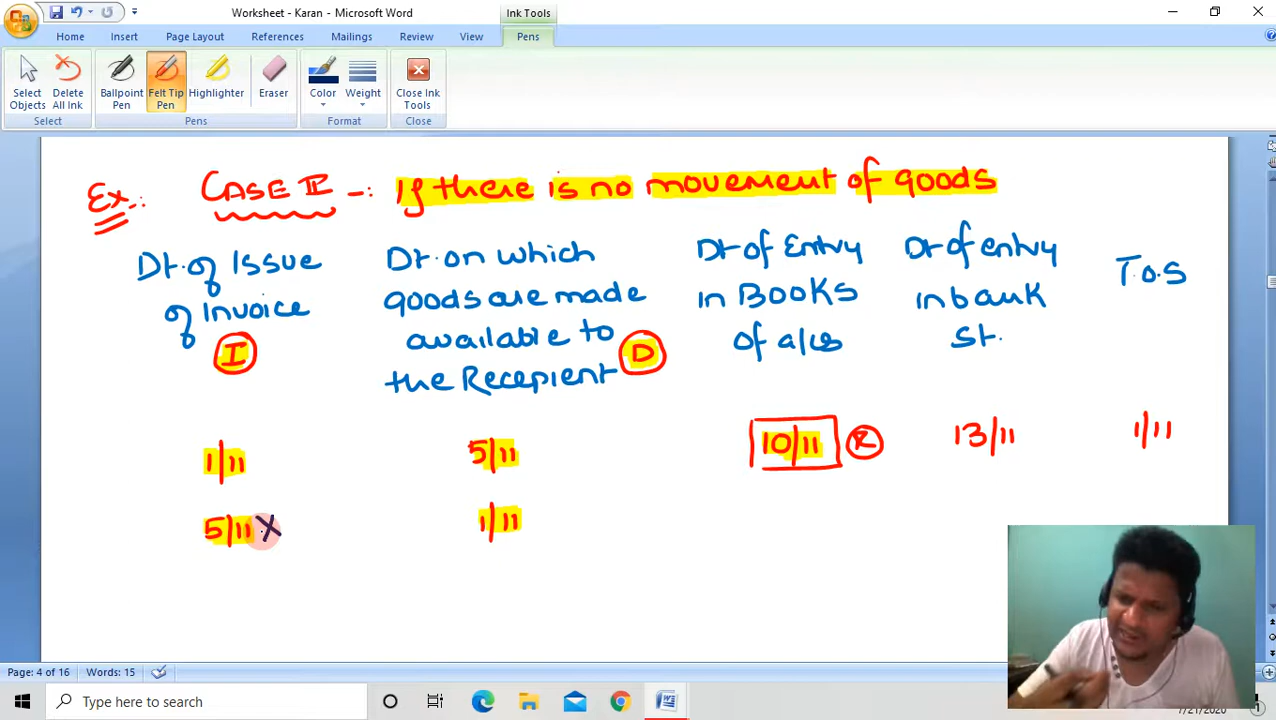 Worksheet - Karan - Microsoft Word
Ink Tools
Home Insert Page Layout References Mailings Review View Pens
Select Objects
Delete All Ink
Ballpoint Pen
Felt Tip Pen
Highlighter
Eraser
Color
Weight
Close Ink Tools
Select Pens Format Close
Ex.:
CASE II -: If there is no movement of goods
Dt. of Issue of Invoice
I
Dt. on which
goods are made
available to
the Recepient
D
Dt of Entry
in Books
of a/cs
Dt of entry
in bank
St.
T.O.S
1/11 5/11 10/11 R 13/11 1/11
5/11 X 1/11
Page: 4 of 16 Words: 15
Type here to search
7/21/2020